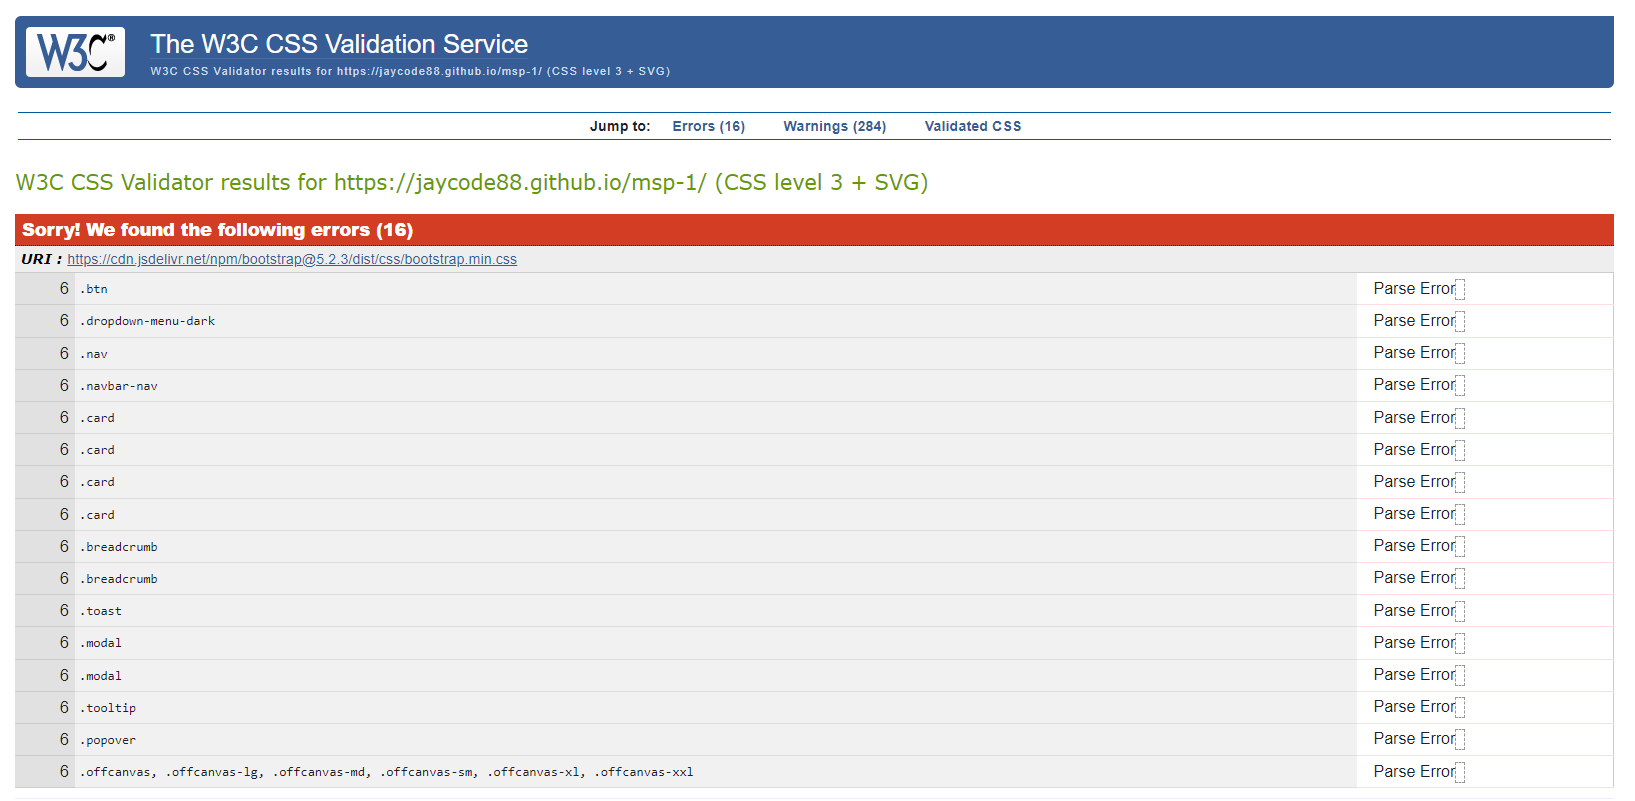 W3C®
The W3C CSS Validation Service
W3C CSS Validator results for https://jaycode88.github.io/msp-1/ (CSS level 3 + SVG)
Jump to: Errors (16) Warnings (284) Validated CSS
W3C CSS Validator results for https://jaycode88.github.io/msp-1/ (CSS level 3 + SVG)
Sorry! We found the following errors (16)
URI : https://cdn.jsdelivr.net/npm/bootstrap@5.2.3/dist/css/bootstrap.min.css
6 .btn Parse Error
6 .dropdown-menu-dark Parse Error
6 .nav Parse Error
6 .navbar-nav Parse Error
6 .card Parse Error
6 .card Parse Error
6 .card Parse Error
6 .card Parse Error
6 .breadcrumb Parse Error
6 .breadcrumb Parse Error
6 .toast Parse Error
6 .modal Parse Error
6 .modal Parse Error
6 .tooltip Parse Error
6 .popover Parse Error
6 .offcanvas, .offcanvas-lg, .offcanvas-md, .offcanvas-sm, .offcanvas-xl, .offcanvas-xxl Parse Error